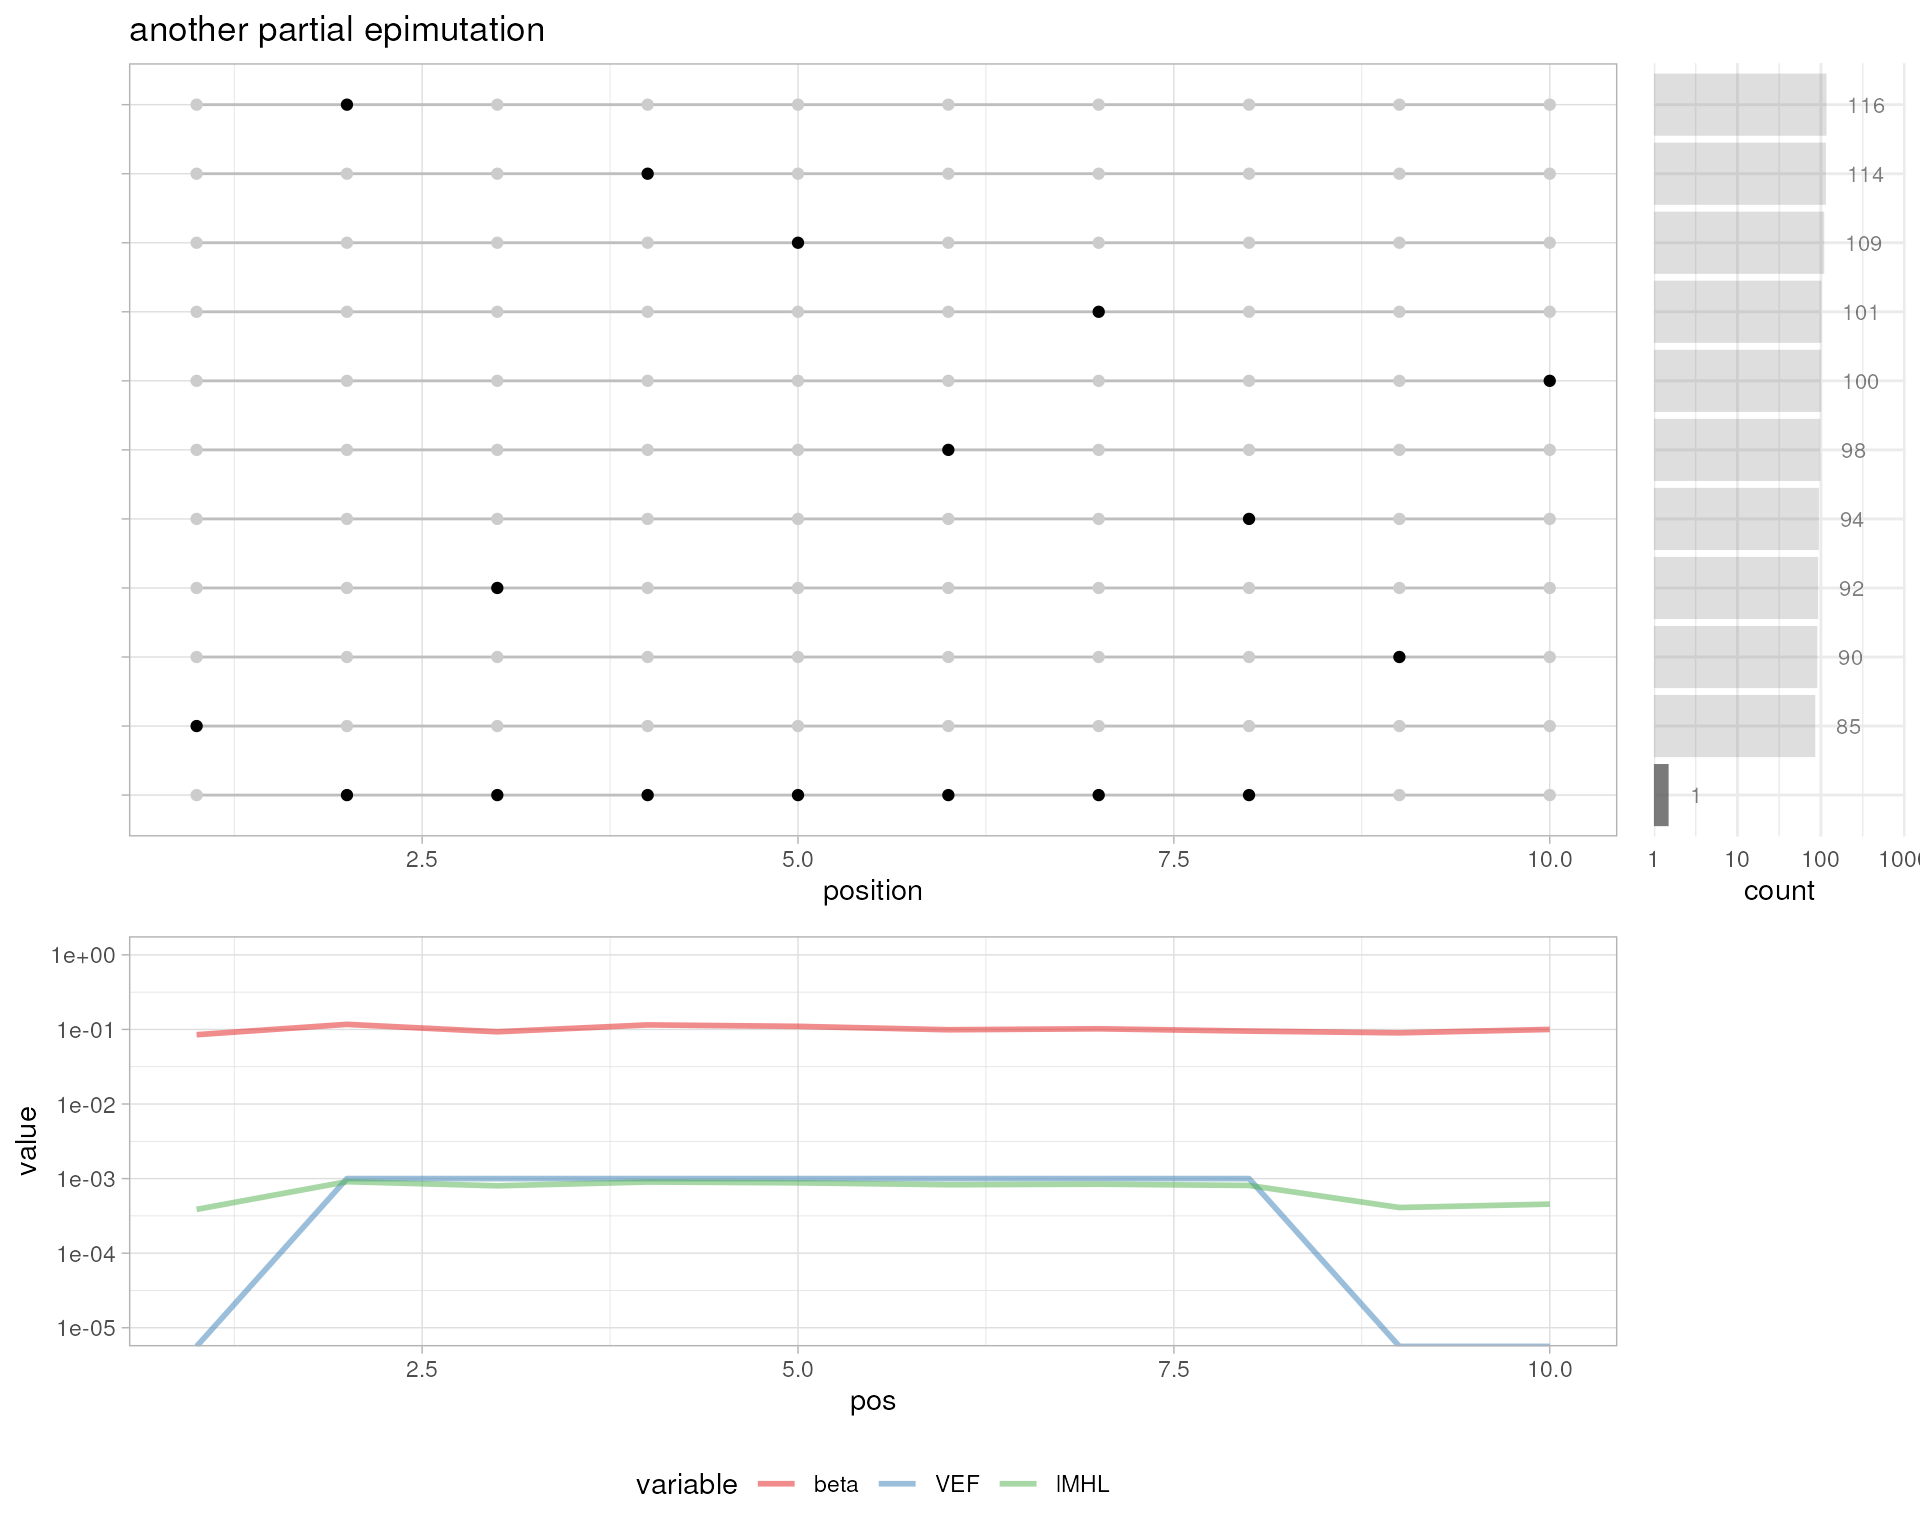 another partial epimutation
116
114
109
101
100
98
94
92
90
85
1
2.5 5.0 7.5 10.0
position
1 10 100 100
count
1e+00
1e-01
1e-02
1e-03
1e-04
1e-05
value
2.5 5.0 7.5 10.0
pos
variable beta VEF lMHL